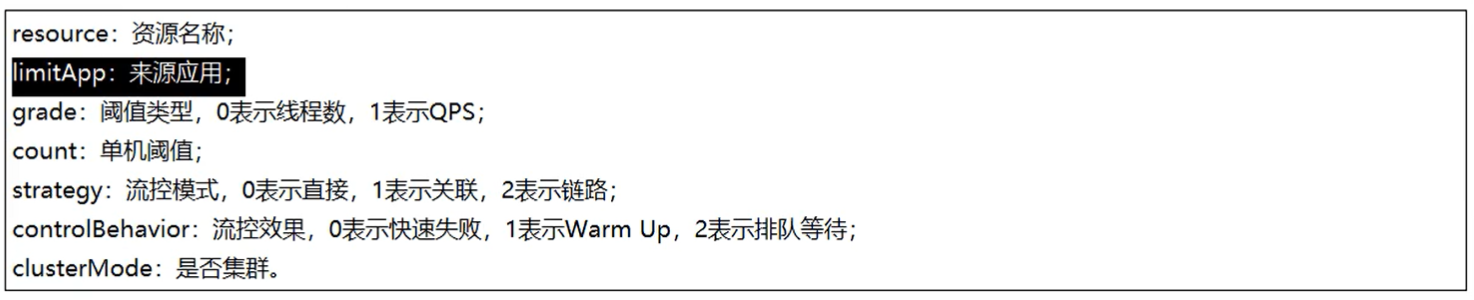 resource：资源名称；
limitApp：来源应用；
grade：阈值类型，0表示线程数，1表示QPS；
count：单机阈值；
strategy：流控模式，0表示直接，1表示关联，2表示链路；
controlBehavior：流控效果，0表示快速失败，1表示Warm Up，2表示排队等待；
clusterMode：是否集群。